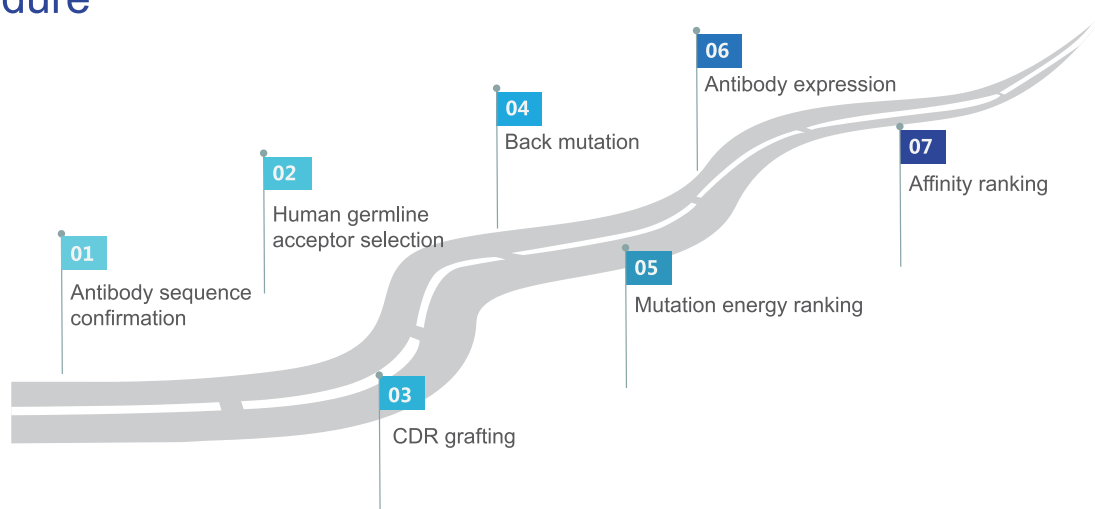 dure
01
Antibody sequence
confirmation
02
Human germline
acceptor selection
03
CDR grafting
04
Back mutation
05
Mutation energy ranking
06
Antibody expression
07
Affinity ranking